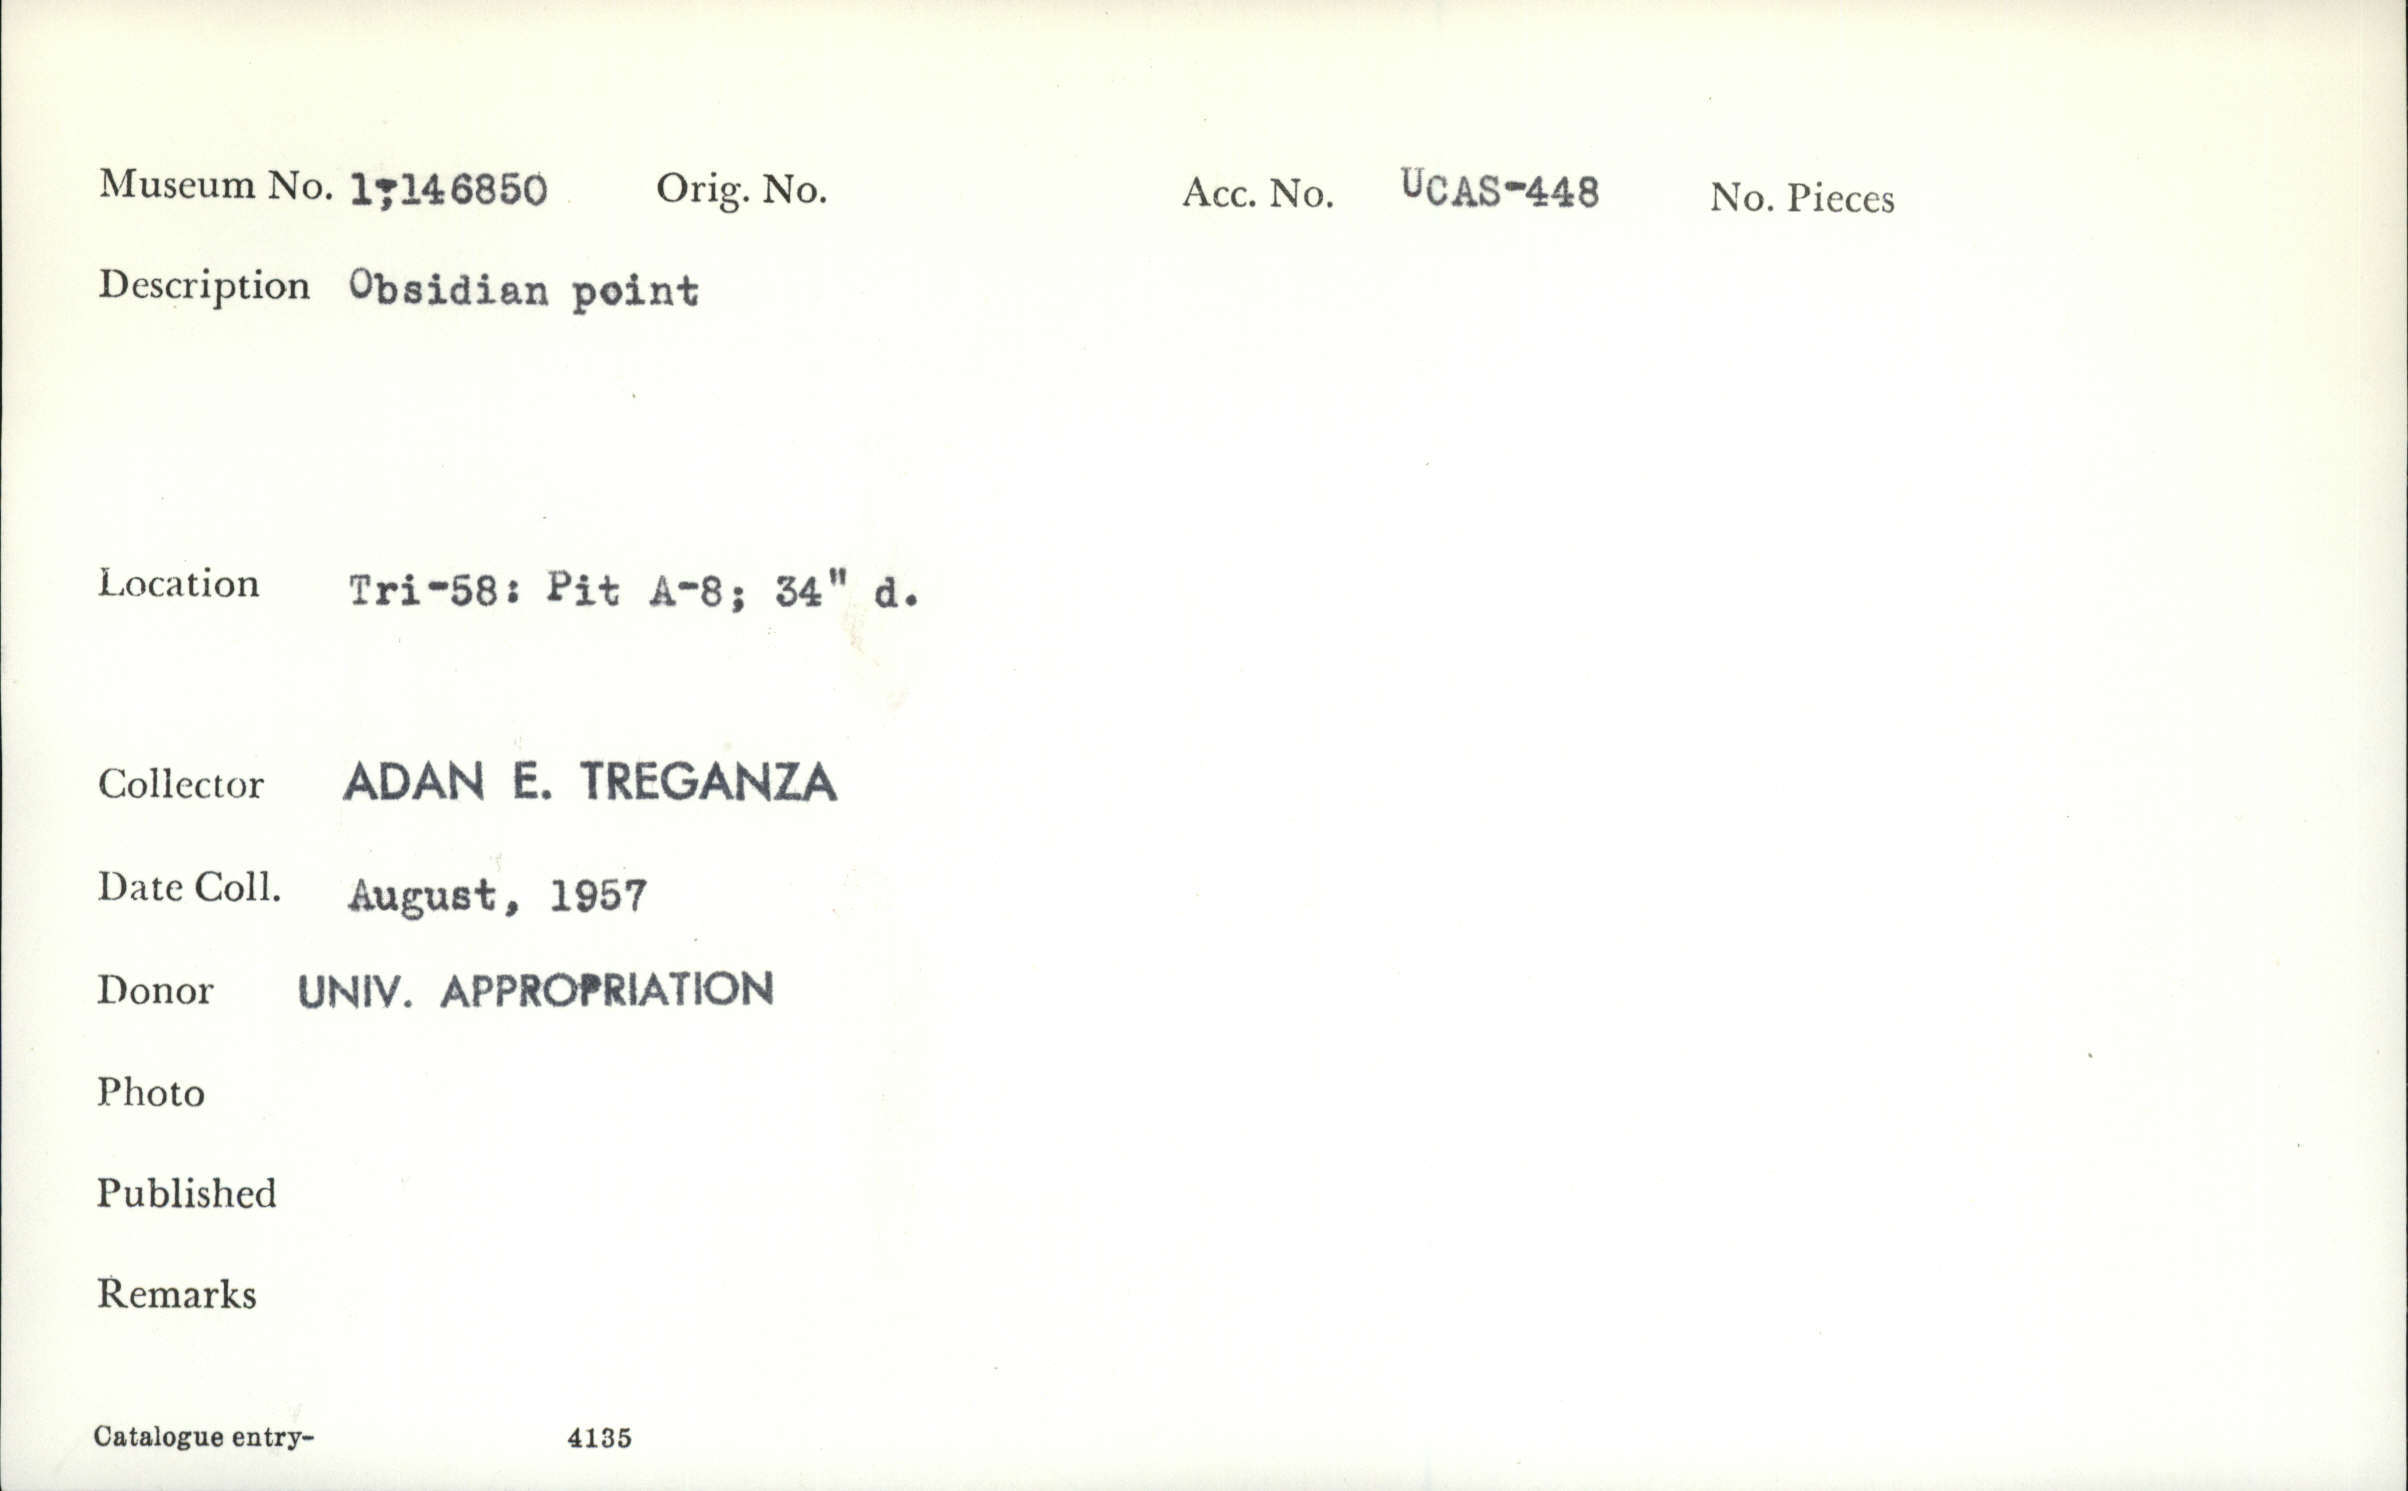 Museum No. 1-146850 Orig. No. Acc. No. UCAS-448 No. Pieces
Description Obsidian point
Location Tri-58: Pit A-8; 34" d.
Collector ADAN E. TREGANZA
Date Coll. August, 1957
Donor UNIV. APPROPRIATION
Photo
Published
Remarks
Catalogue entry- 4135